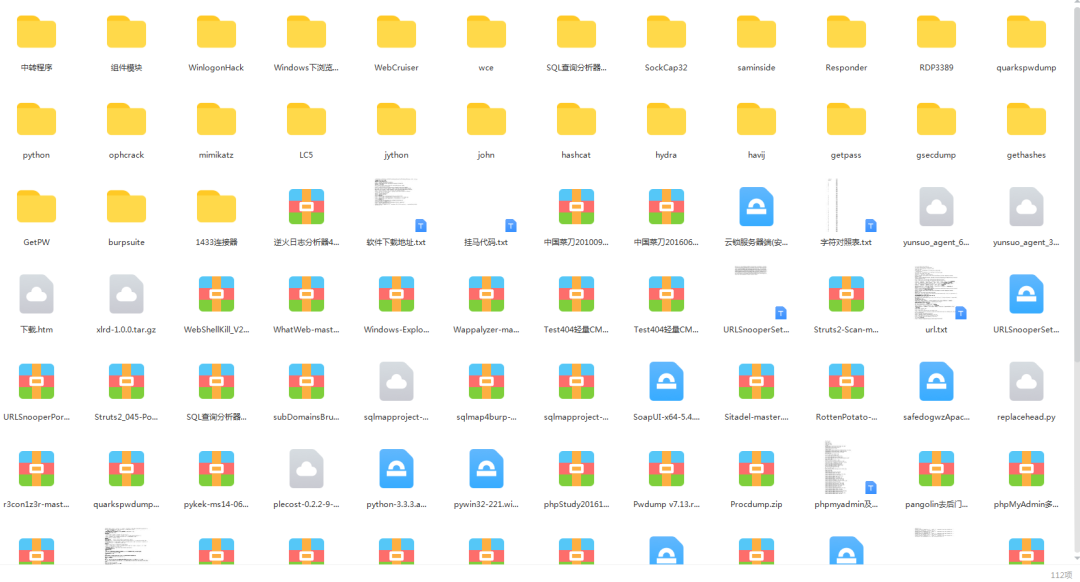 中转程序 组件模块 WinlogonHack Windows下浏览... WebCruiser wce SQL查询分析器... SockCap32 saminside Responder RDP3389 quarkspwdump
python ophcrack mimikatz LC5 jython john hashcat hydra havij getpass gsecdump gethashes
GetPW burpsuite 1433连接器 逆火日志分析器4... 软件下载地址.txt 挂马代码.txt 中国菜刀201009... 中国菜刀201606... 云锁服务器端(安... 字符对照表.txt yunsuo_agent_6... yunsuo_agent_3...
下载.htm xlrd-1.0.0.tar.gz WebShellKill_V2... WhatWeb-mast... Windows-Explo... Wappalyzer-ma... Test404轻量CM... Test404轻量CM... URLSnooperSet... Struts2-Scan-m... url.txt URLSnooperSet...
URLSnooperPor... Struts2_045-Po... SQL查询分析器... subDomainsBru... sqlmapproject-... sqlmap4burp-... sqlmapproject-... SoapUI-x64-5.4.... Sitadel-master.... RottenPotato-... safedogwzApac... replacehead.py
r3con1z3r-mast... quarkspwdump... pykek-ms14-06... plecost-0.2.2-9-... python-3.3.3.a... pywin32-221.wi... phpStudy20161... Pwdump v7.13.r... Procdump.zip phpmyadmin及... pangolin去后门... phpMyAdmin多...
112项